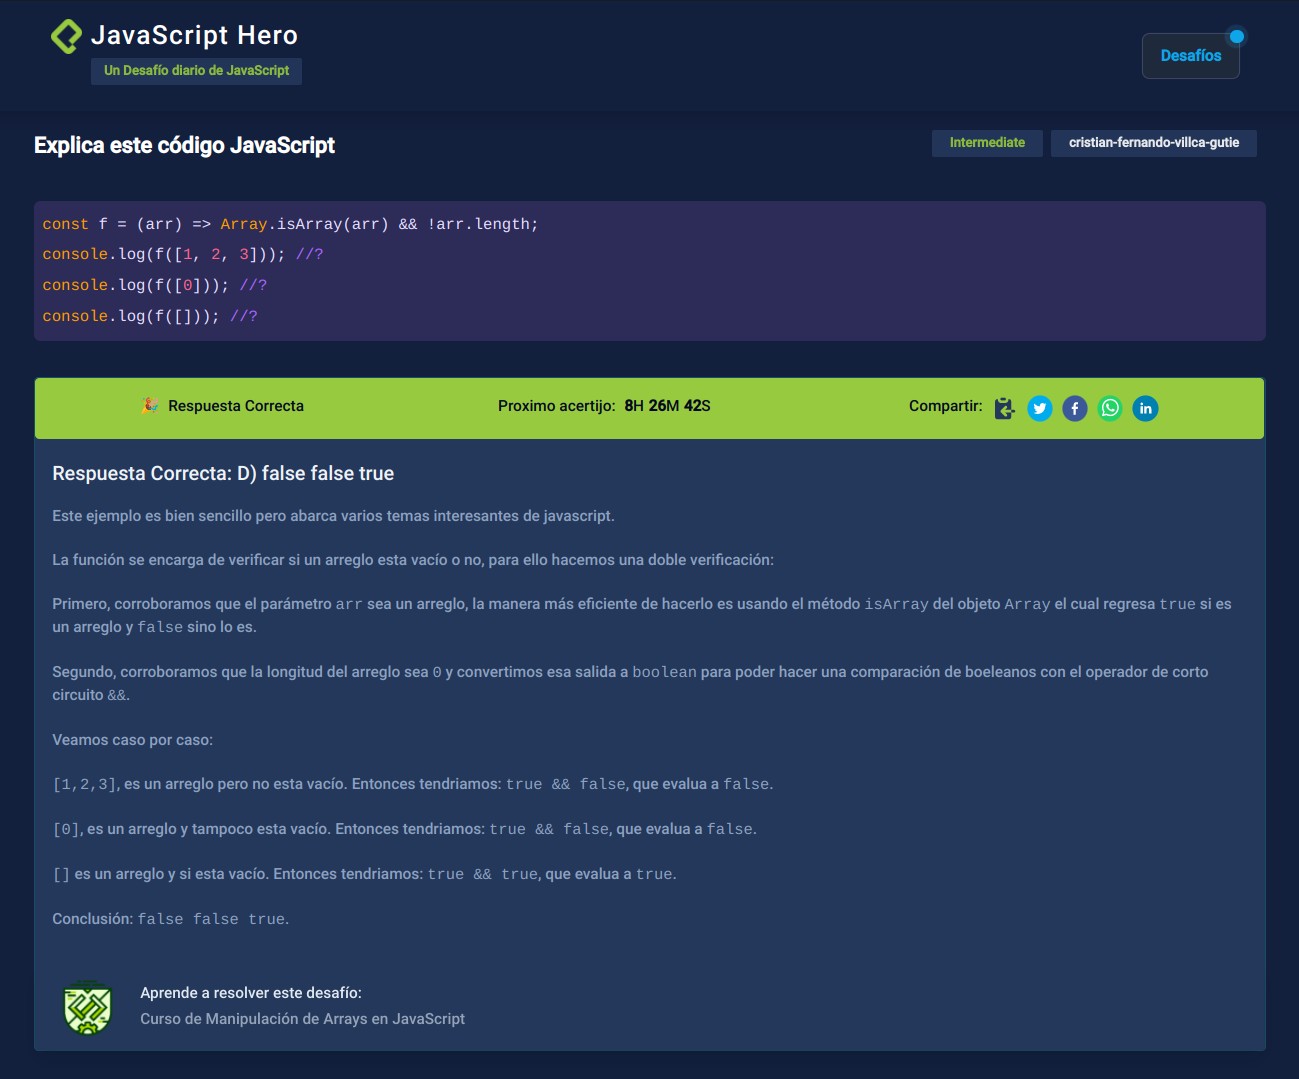 JavaScript Hero
Un Desafío diario de JavaScript
Desafíos
Explica este código JavaScript
Intermediate
cristian-fernando-villca-gutie
const f = (arr) => Array.isArray(arr) && !arr.length;
console.log(f([1, 2, 3])); //?
console.log(f([0])); //?
console.log(f([])); //?
🎉 Respuesta Correcta
Proximo acertijo: 8H 26M 42S
Compartir:
Respuesta Correcta: D) false false true
Este ejemplo es bien sencillo pero abarca varios temas interesantes de javascript.
La función se encarga de verificar si un arreglo esta vacío o no, para ello hacemos una doble verificación:
Primero, corroboramos que el parámetro arr sea un arreglo, la manera más eficiente de hacerlo es usando el método isArray del objeto Array el cual regresa true si es
un arreglo y false sino lo es.
Segundo, corroboramos que la longitud del arreglo sea 0 y convertimos esa salida a boolean para poder hacer una comparación de boeleanos con el operador de corto
circuito &&.
Veamos caso por caso:
[1,2,3], es un arreglo pero no esta vacío. Entonces tendriamos: true && false, que evalua a false.
[0], es un arreglo y tampoco esta vacío. Entonces tendriamos: true && false, que evalua a false.
[] es un arreglo y si esta vacío. Entonces tendriamos: true && true, que evalua a true.
Conclusión: false false true.
Aprende a resolver este desafío:
Curso de Manipulación de Arrays en JavaScript